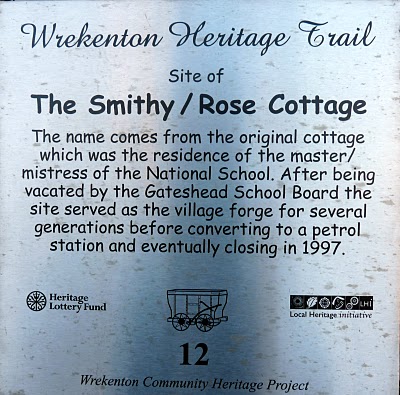 Wrekenton Heritage Trail
Site of
The Smithy / Rose Cottage
The name comes from the original cottage
which was the residence of the master/
mistress of the National School. After being
vacated by the Gateshead School Board the
site served as the village forge for several
generations before converting to a petrol
station and eventually closing in 1997.
Heritage
Lottery Fund
LHI
Local Heritage initiative
12
Wrekenton Community Heritage Project